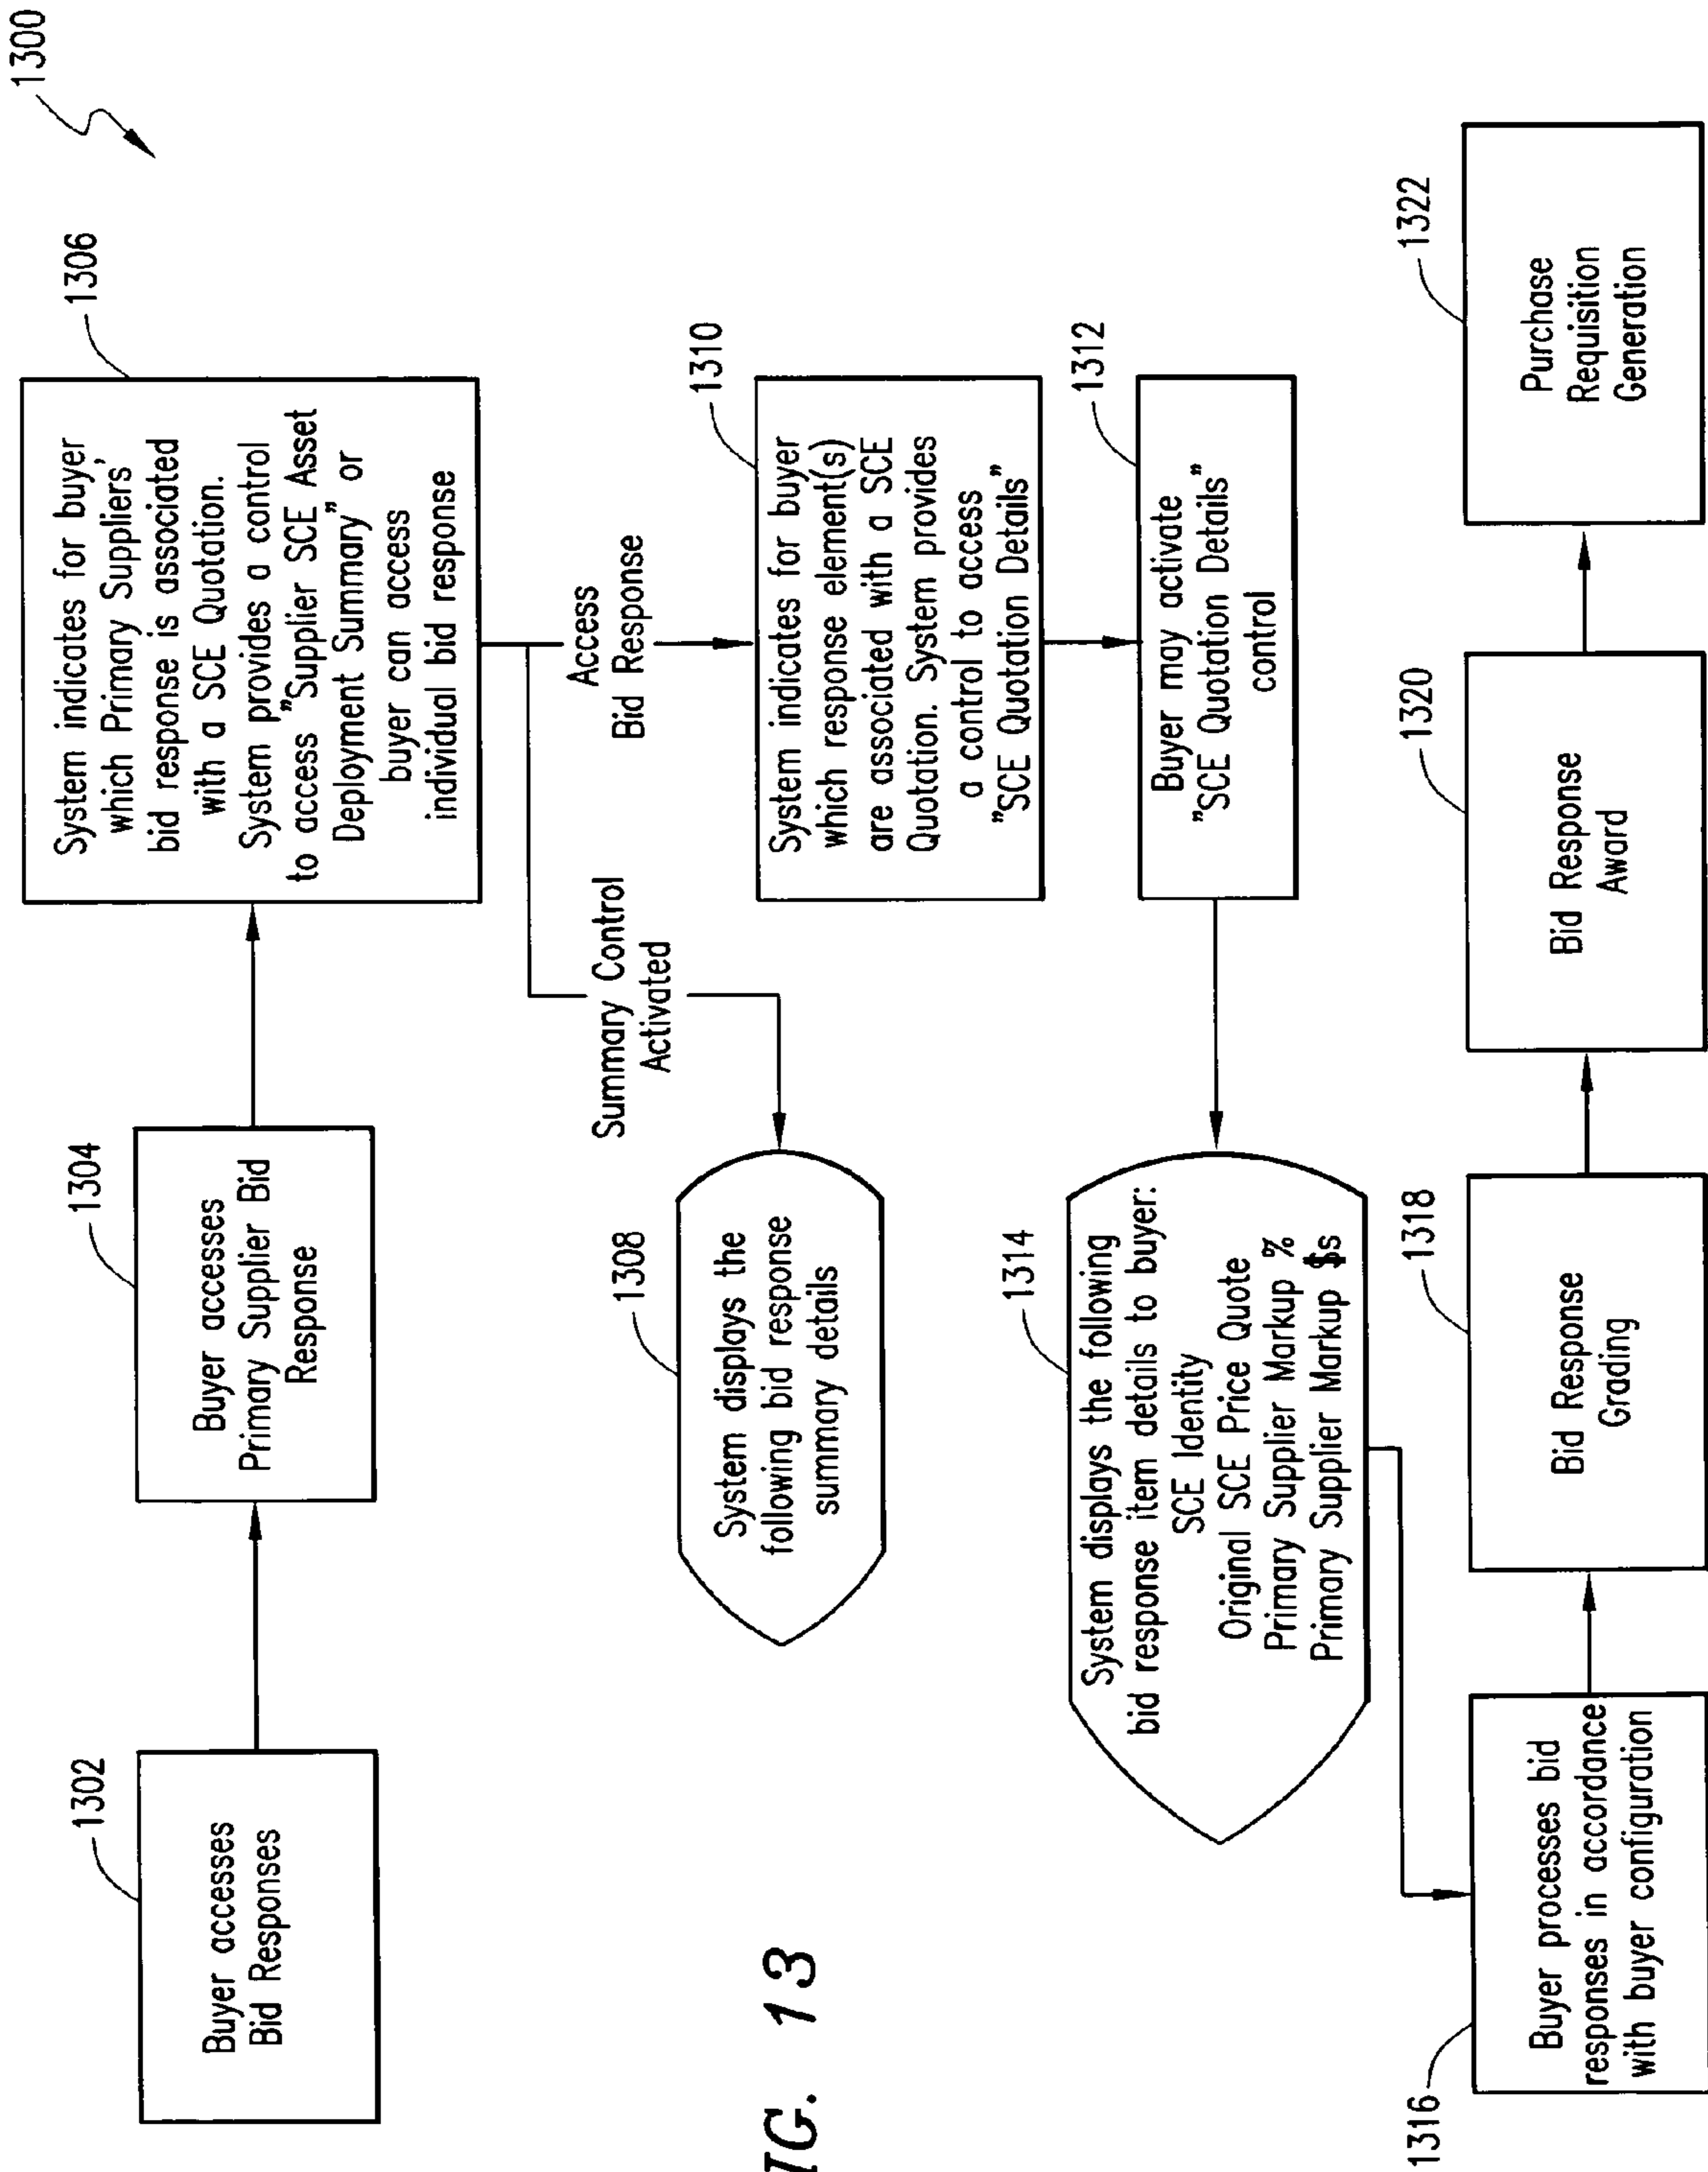 1300
1302
Buyer accesses
Bid Responses
1304
Buyer accesses
Primary Supplier Bid
Response
1306
System indicates for buyer
which Primary Suppliers'
bid response is associated
with a SCE Quotation.
System provides a control
to access "Supplier SCE Asset
Deployment Summary" or
buyer can access
individual bid response
Summary Control
Activated
Access
Bid Response
1308
System displays the
following bid response
summary details
1310
System indicates for buyer
which response element(s)
are associated with a SCE
Quotation. System provides
a control to access
"SCE Quotation Details"
1312
Buyer may activate
"SCE Quotation Details"
control
1314
System displays the following
bid response item details to buyer:
SCE Identity
Original SCE Price Quote
Primary Supplier Markup %
Primary Supplier Markup $s
1316
Buyer processes bid
responses in accordance
with buyer configuration
1318
Bid Response
Grading
1320
Bid Response
Award
1322
Purchase
Requisition
Generation
IG. 13